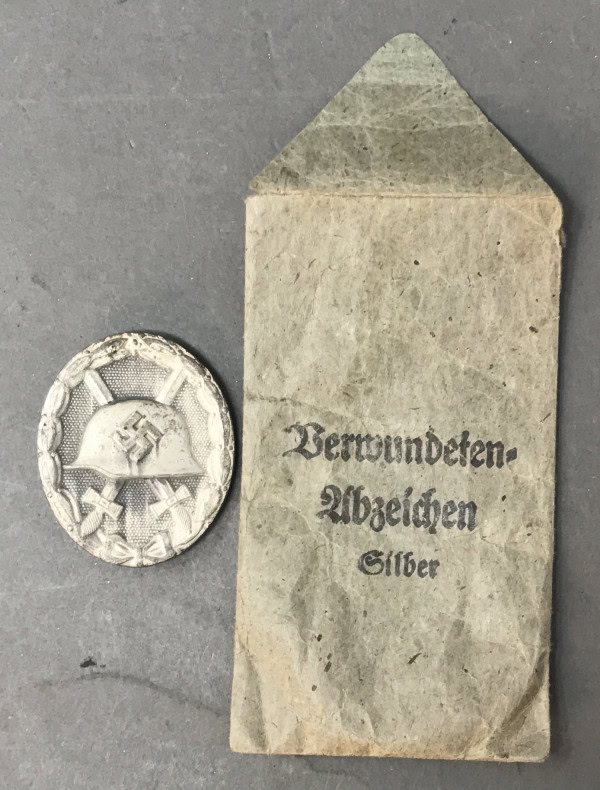 Verwundeten-
Abzeichen
Silber